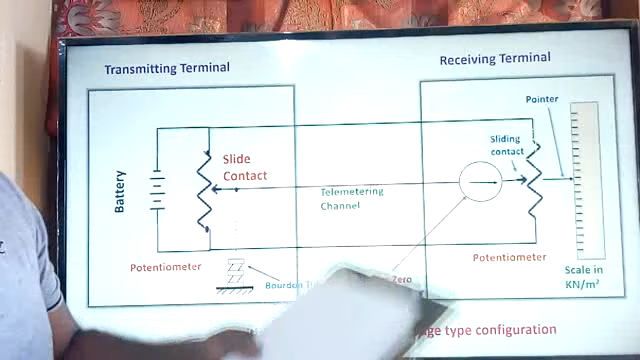 Transmitting Terminal
Receiving Terminal
Pointer
Sliding
contact
Slide
Contact
Battery
Telemetering
Channel
Potentiometer
Potentiometer
Bourdon
Zero
Scale in
KN/m²
type configuration